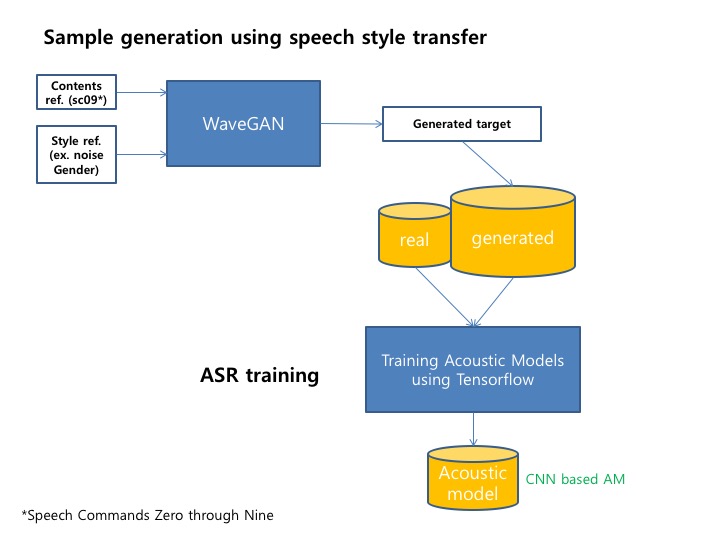 Sample generation using speech style transfer
Contents
ref. (sc09*)
WaveGAN
Generated target
Style ref.
(ex. noise
Gender)
real
generated
Training Acoustic Models
using Tensorflow
ASR training
Acoustic
model
CNN based AM
*Speech Commands Zero through Nine